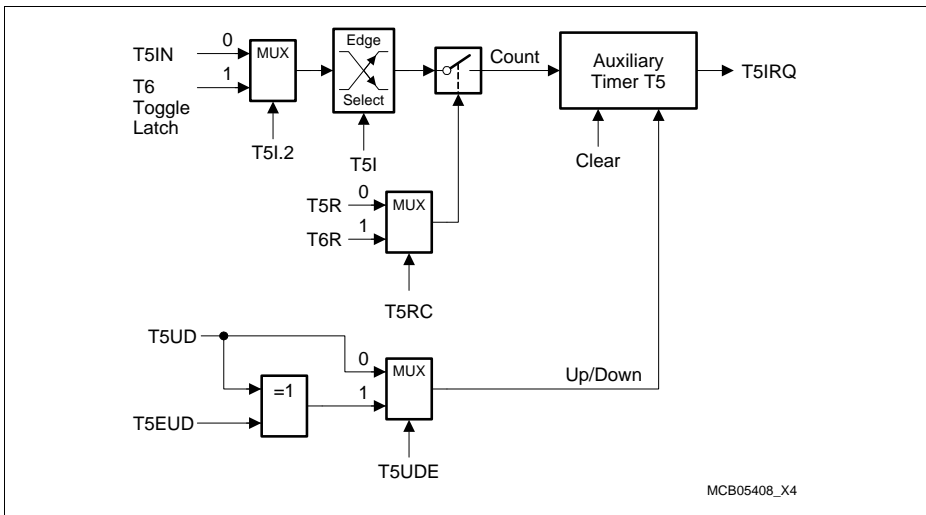 T5IN
0
MUX
T6
Toggle
Latch
1
T5I.2
Edge
Select
T5I
Count
Auxiliary
Timer T5
T5IRQ
Clear
T5R
0
MUX
T6R
1
T5RC
T5UD
0
MUX
=1
1
T5EUD
T5UDE
Up/Down
MCB05408_X4